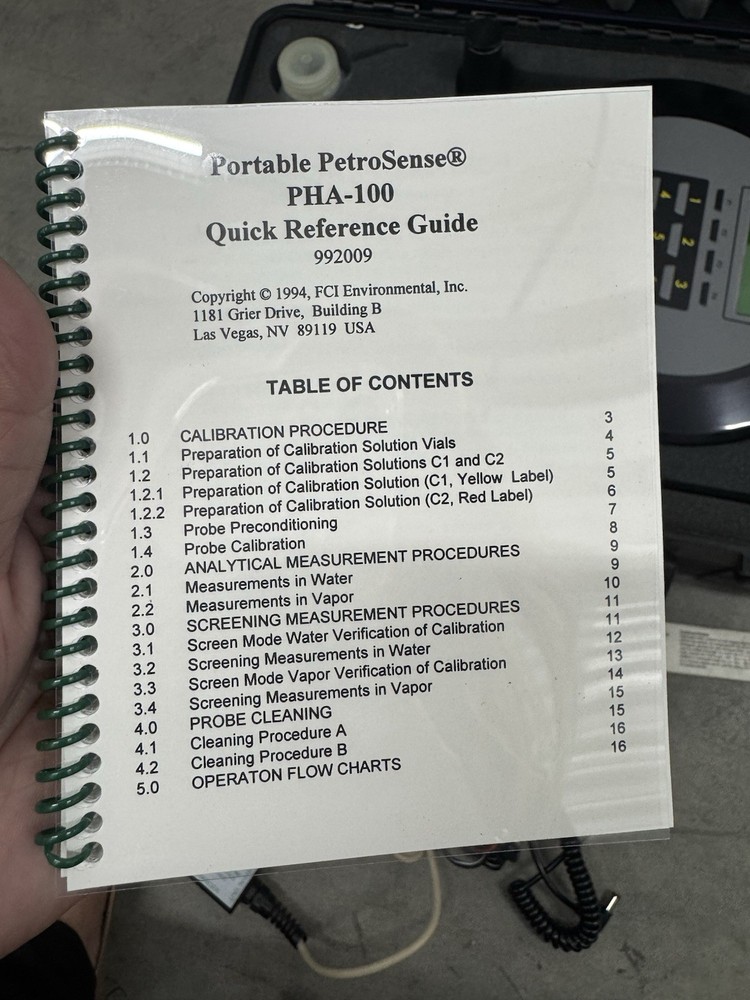 Portable PetroSense®
PHA-100
Quick Reference Guide
992009
Copyright © 1994, FCI Environmental, Inc.
1181 Grier Drive, Building B
Las Vegas, NV 89119 USA
TABLE OF CONTENTS
1.0 CALIBRATION PROCEDURE 3
1.1 Preparation of Calibration Solution Vials 4
1.2 Preparation of Calibration Solutions C1 and C2 5
1.2.1 Preparation of Calibration Solution (C1, Yellow Label) 5
1.2.2 Preparation of Calibration Solution (C2, Red Label) 6
1.3 Probe Preconditioning 7
1.4 Probe Calibration 8
2.0 ANALYTICAL MEASUREMENT PROCEDURES 9
2.1 Measurements in Water 9
2.2 Measurements in Vapor 10
3.0 SCREENING MEASUREMENT PROCEDURES 11
3.1 Screen Mode Water Verification of Calibration 11
3.2 Screening Measurements in Water 12
3.3 Screen Mode Vapor Verification of Calibration 13
3.4 Screening Measurements in Vapor 14
4.0 PROBE CLEANING 15
4.1 Cleaning Procedure A 15
4.2 Cleaning Procedure B 16
5.0 OPERATON FLOW CHARTS 16
1
4
2
5
3